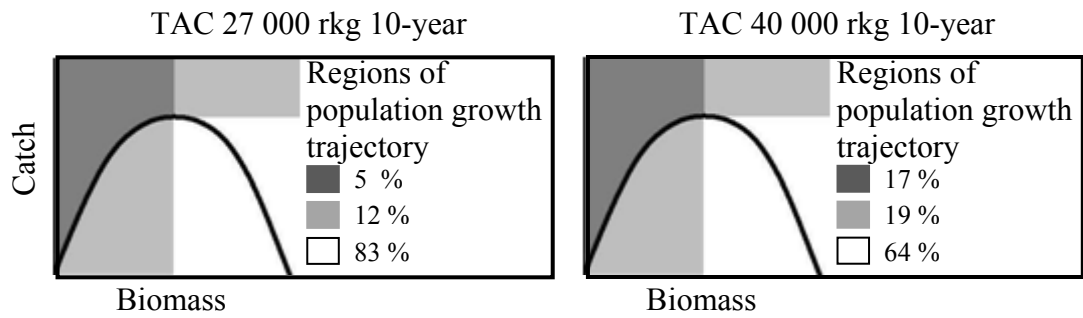 TAC 27 000 rkg 10-year
Catch
Regions of
population growth
trajectory
5 %
12 %
83 %
Biomass
TAC 40 000 rkg 10-year
Regions of
population growth
trajectory
17 %
19 %
64 %
Biomass